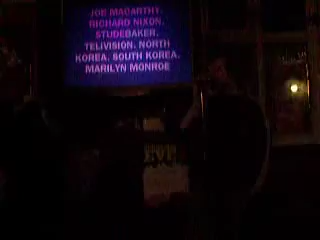 JOE MACARTHY.
RICHARD NIXON.
STUDEBAKER.
TELIVISION. NORTH
KOREA. SOUTH KOREA.
MARILYN MONROE